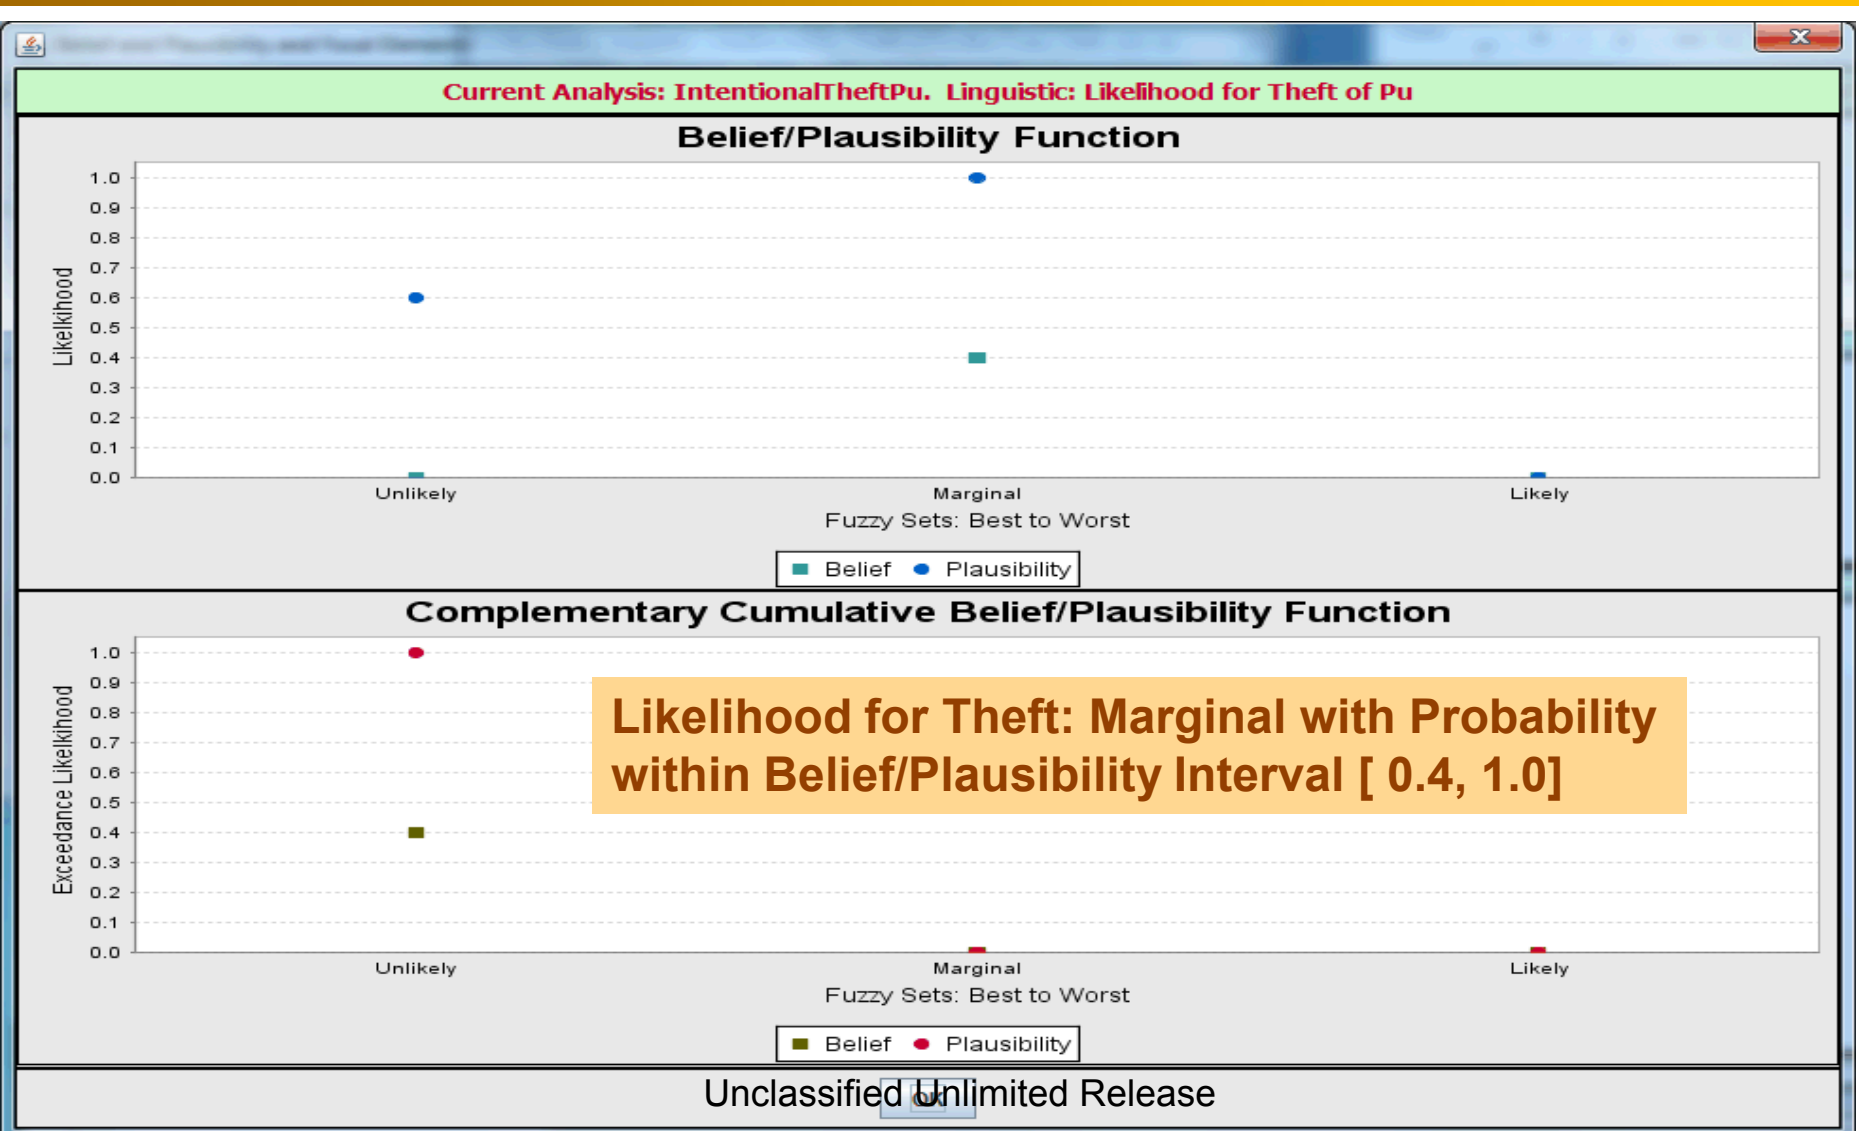 Current Analysis: IntentionalTheftPu. Linguistic: Likelihood for Theft of Pu
Belief/Plausibility Function
Likelkihood
1.0
0.9
0.8
0.7
0.6
0.5
0.4
0.3
0.2
0.1
0.0
Unlikely Marginal Likely
Fuzzy Sets: Best to Worst
Belief Plausibility
Complementary Cumulative Belief/Plausibility Function
Exceedance Likelkihood
1.0
0.9
0.8
0.7
0.6
0.5
0.4
0.3
0.2
0.1
0.0
Likelihood for Theft: Marginal with Probability
within Belief/Plausibility Interval [ 0.4, 1.0]
Unlikely Marginal Likely
Fuzzy Sets: Best to Worst
Belief Plausibility
OK
Unclassified Unlimited Release